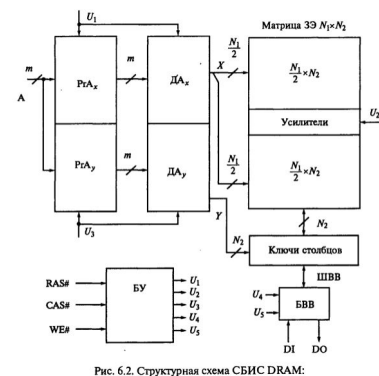 U1
Матрица ЗЭ N1×N2
m
A
РгAx
m
ДАx
X
N1/2
N1/2 × N2
Усилители
U2
РгAy
m
ДАy
N1/2
N1/2 × N2
U3
Y
N2
N2
Ключи столбцов
ШВВ
RAS#
CAS#
WE#
БУ
U1
U2
U3
U4
U5
U4
U5
БВВ
DI
DO
Рис. 6.2. Структурная схема СБИС DRAM: